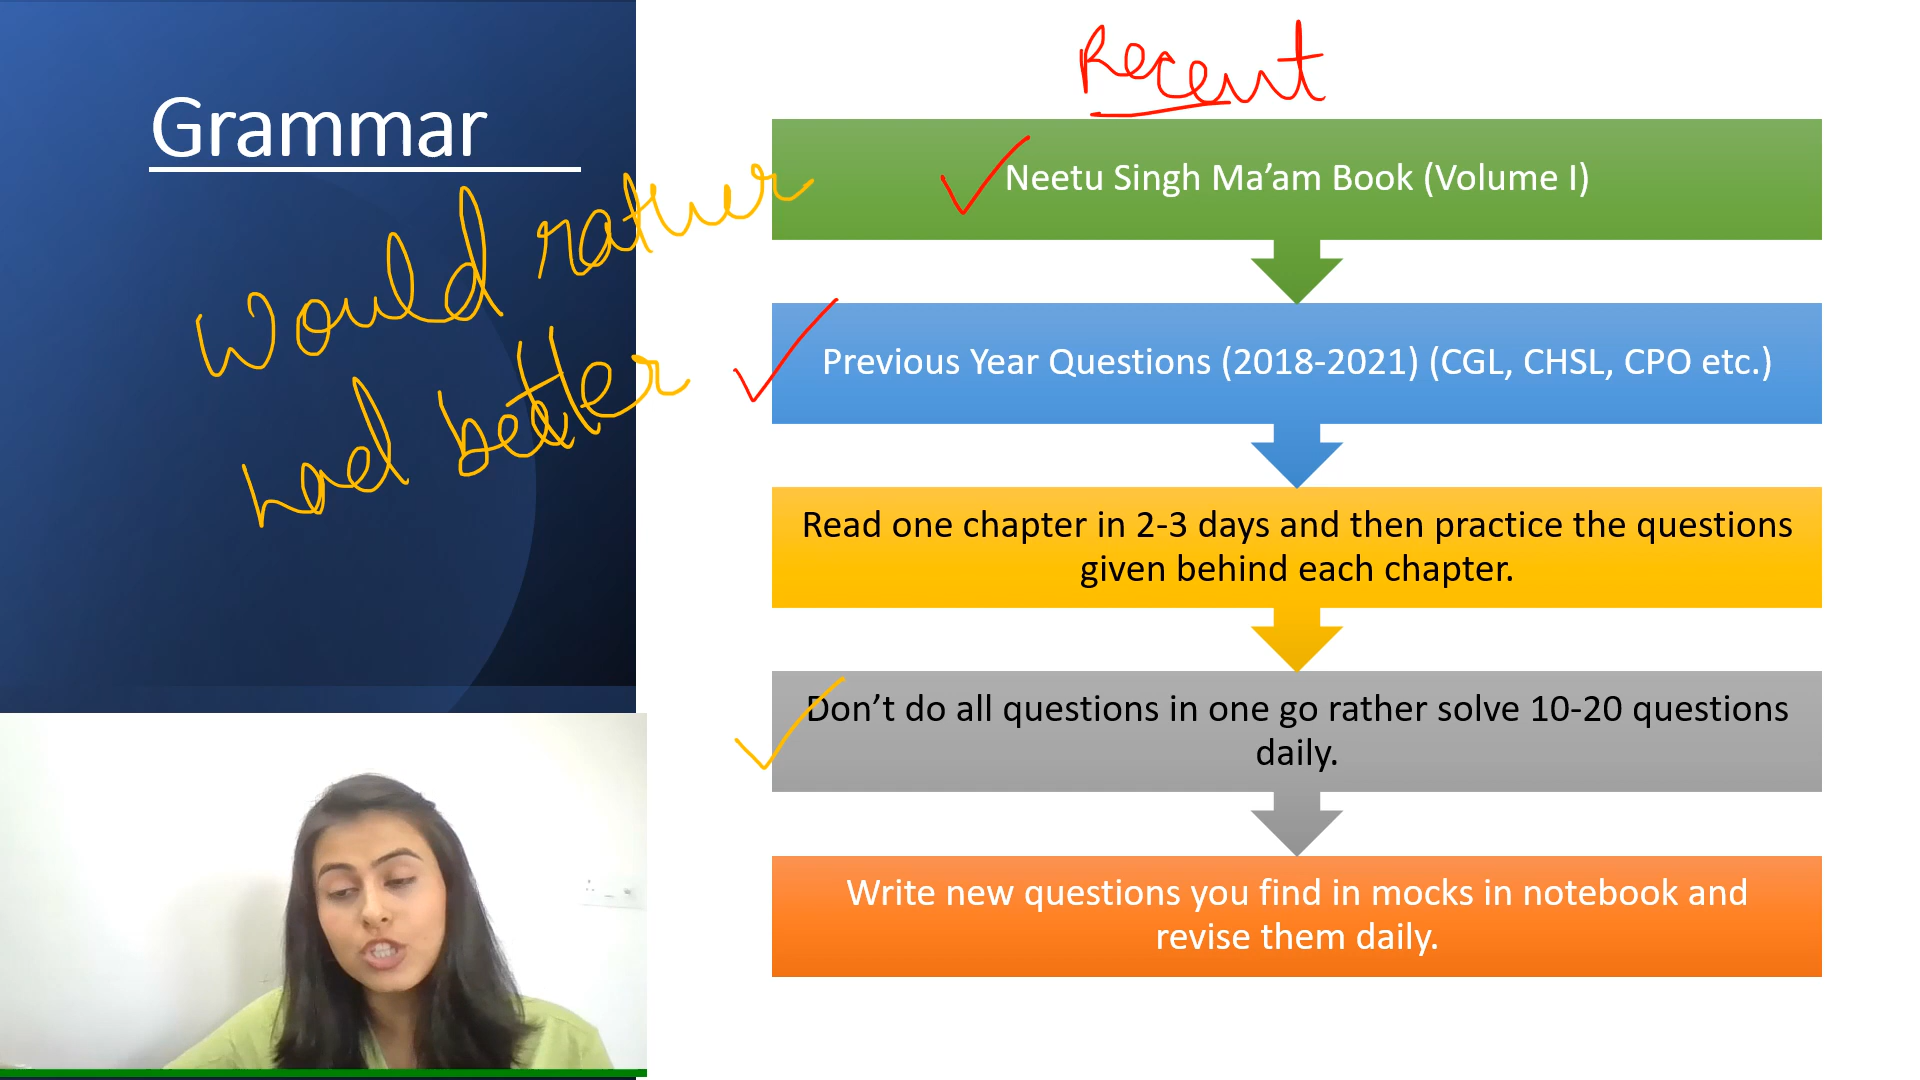 Grammar
Would rather
had better
Recent
Neetu Singh Ma’am Book (Volume I)
Previous Year Questions (2018-2021) (CGL, CHSL, CPO etc.)
Read one chapter in 2-3 days and then practice the questions
given behind each chapter.
Don’t do all questions in one go rather solve 10-20 questions
daily.
Write new questions you find in mocks in notebook and
revise them daily.